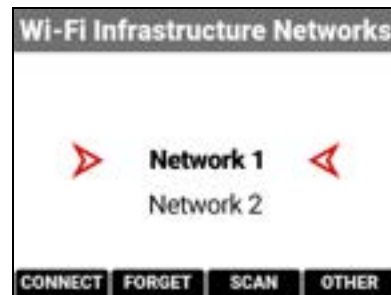 Wi-Fi Infrastructure Networks
Network 1
Network 2
CONNECT FORGET SCAN OTHER